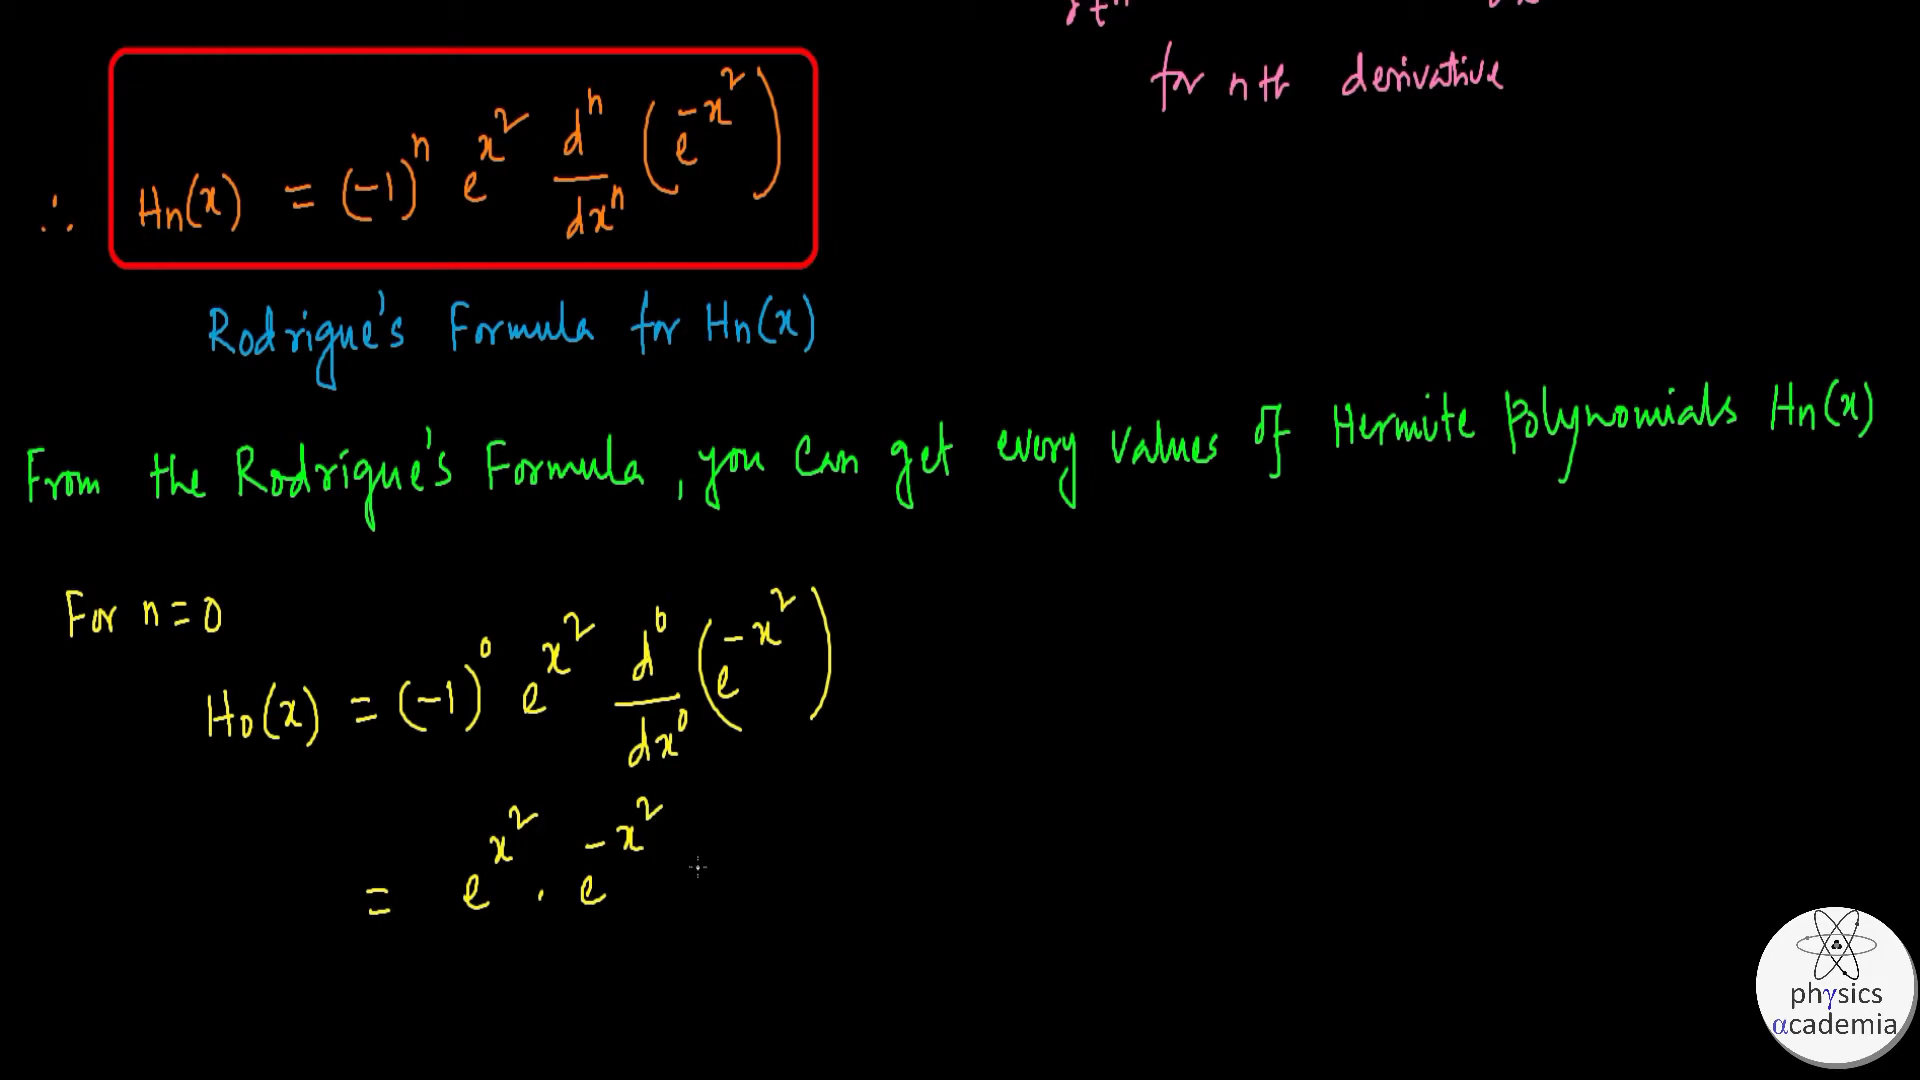 for nth derivative
∴ Hn(x) = (-1)^n e^x^2 d^n/dx^n (e^-x^2)
Rodrigue's Formula for Hn(x)
From the Rodrigue's Formula, you can get every values of Hermite polynomials Hn(x)
For n=0
H0(x) = (-1)^0 e^x^2 d^0/dx^0 (e^-x^2)
= e^x^2 . e^-x^2
phγsics
αcademia